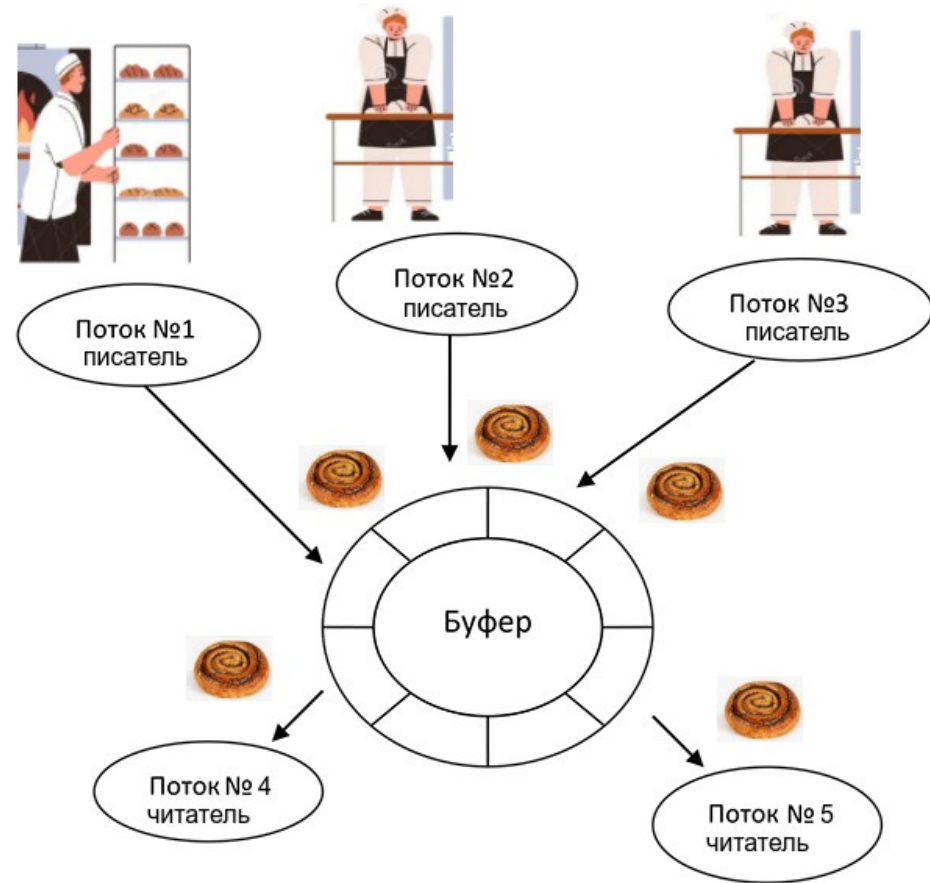 Поток №1
писатель
Поток №2
писатель
Поток №3
писатель
Буфер
Поток № 4
читатель
Поток № 5
читатель